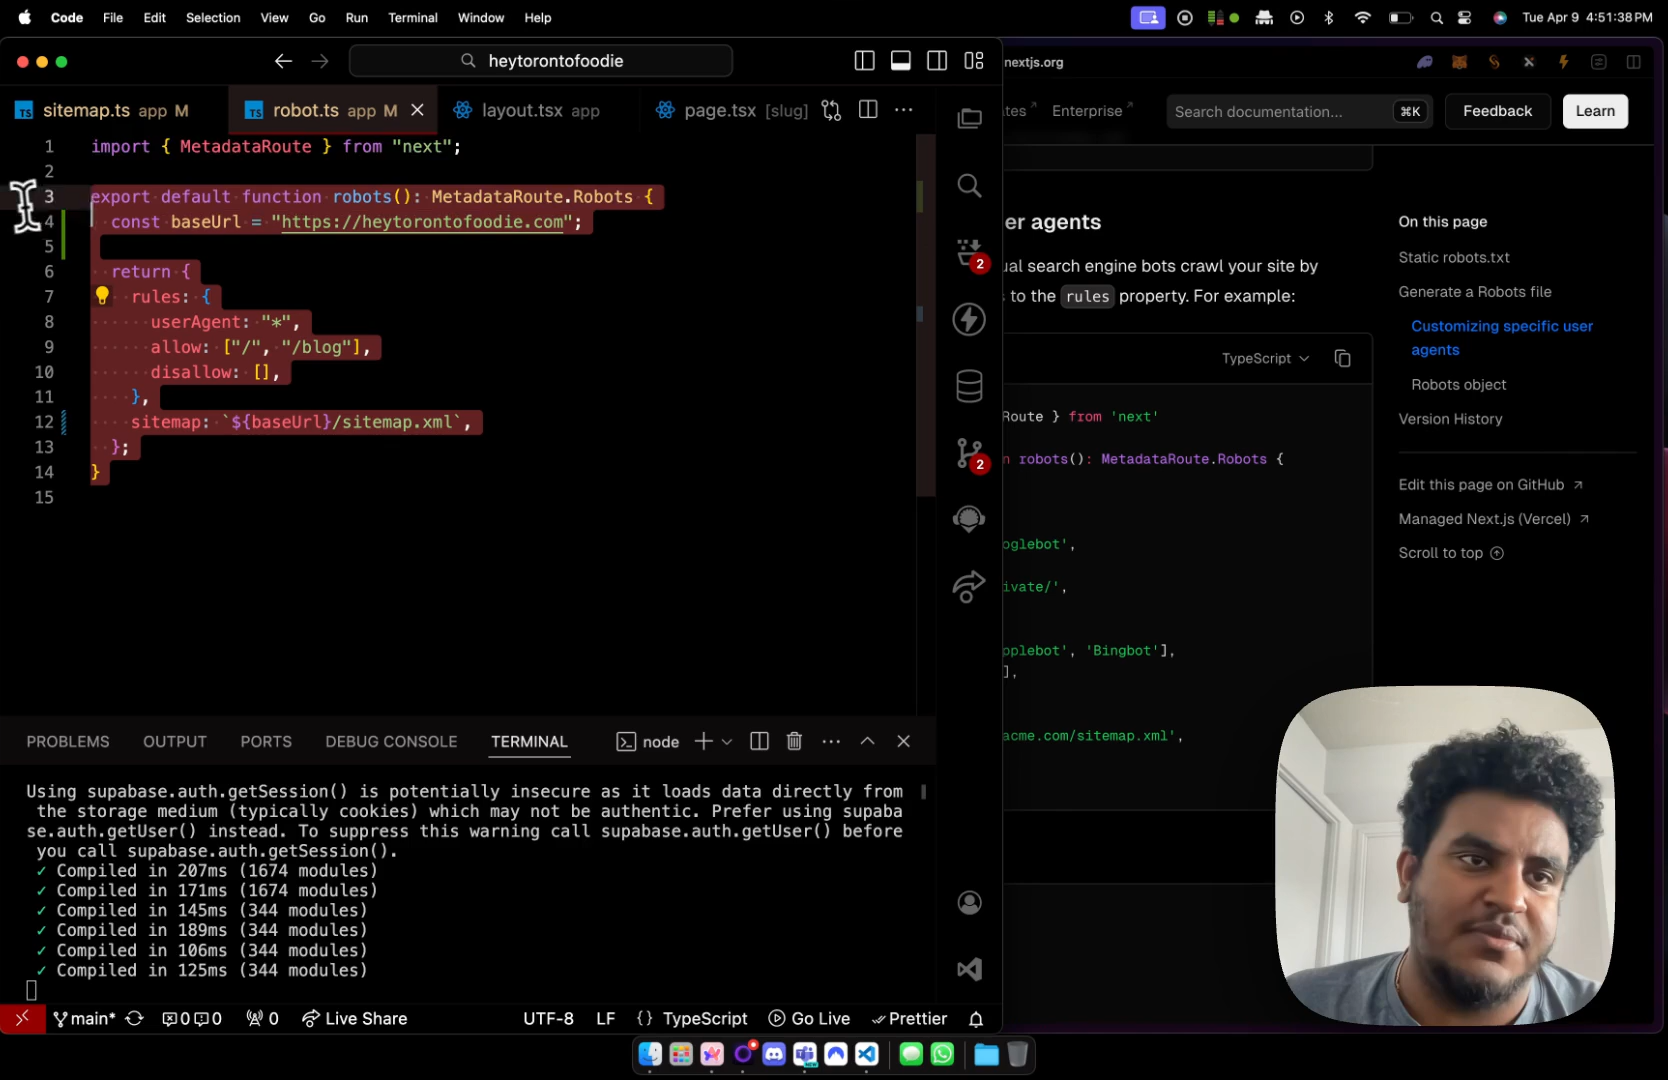 Code File Edit Selection View Go Run Terminal Window Help
Tue Apr 9 4:51:38 PM
heytorontofoodie
sitemap.ts app M
robot.ts app M
layout.tsx app
page.tsx [slug]
1 import { MetadataRoute } from "next";
2
3 export default function robots(): MetadataRoute.Robots {
4 const baseUrl = "https://heytorontofoodie.com";
5
6 return {
7 rules: {
8 userAgent: "*",
9 allow: ["/", "/blog"],
10 disallow: [],
11 },
12 sitemap: `${baseUrl}/sitemap.xml`,
13 };
14 }
15
2
2
PROBLEMS OUTPUT PORTS DEBUG CONSOLE TERMINAL
node
Using supabase.auth.getSession() is potentially insecure as it loads data directly from
the storage medium (typically cookies) which may not be authentic. Prefer using supaba
se.auth.getUser() instead. To suppress this warning call supabase.auth.getUser() before
you call supabase.auth.getSession().
✓ Compiled in 207ms (1674 modules)
✓ Compiled in 171ms (1674 modules)
✓ Compiled in 145ms (344 modules)
✓ Compiled in 189ms (344 modules)
✓ Compiled in 106ms (344 modules)
✓ Compiled in 125ms (344 modules)
main* 0 0 0 Live Share
UTF-8 LF {} TypeScript Go Live Prettier
nextjs.org
tes Enterprise
Search documentation... ⌘K
Feedback
Learn
er agents
ual search engine bots crawl your site by
to the rules property. For example:
TypeScript
Route } from 'next'
n robots(): MetadataRoute.Robots {
oglebot',
ivate/',
pplebot', 'Bingbot'],
],
acme.com/sitemap.xml',
On this page
Static robots.txt
Generate a Robots file
Customizing specific user
agents
Robots object
Version History
Edit this page on GitHub
Managed Next.js (Vercel)
Scroll to top